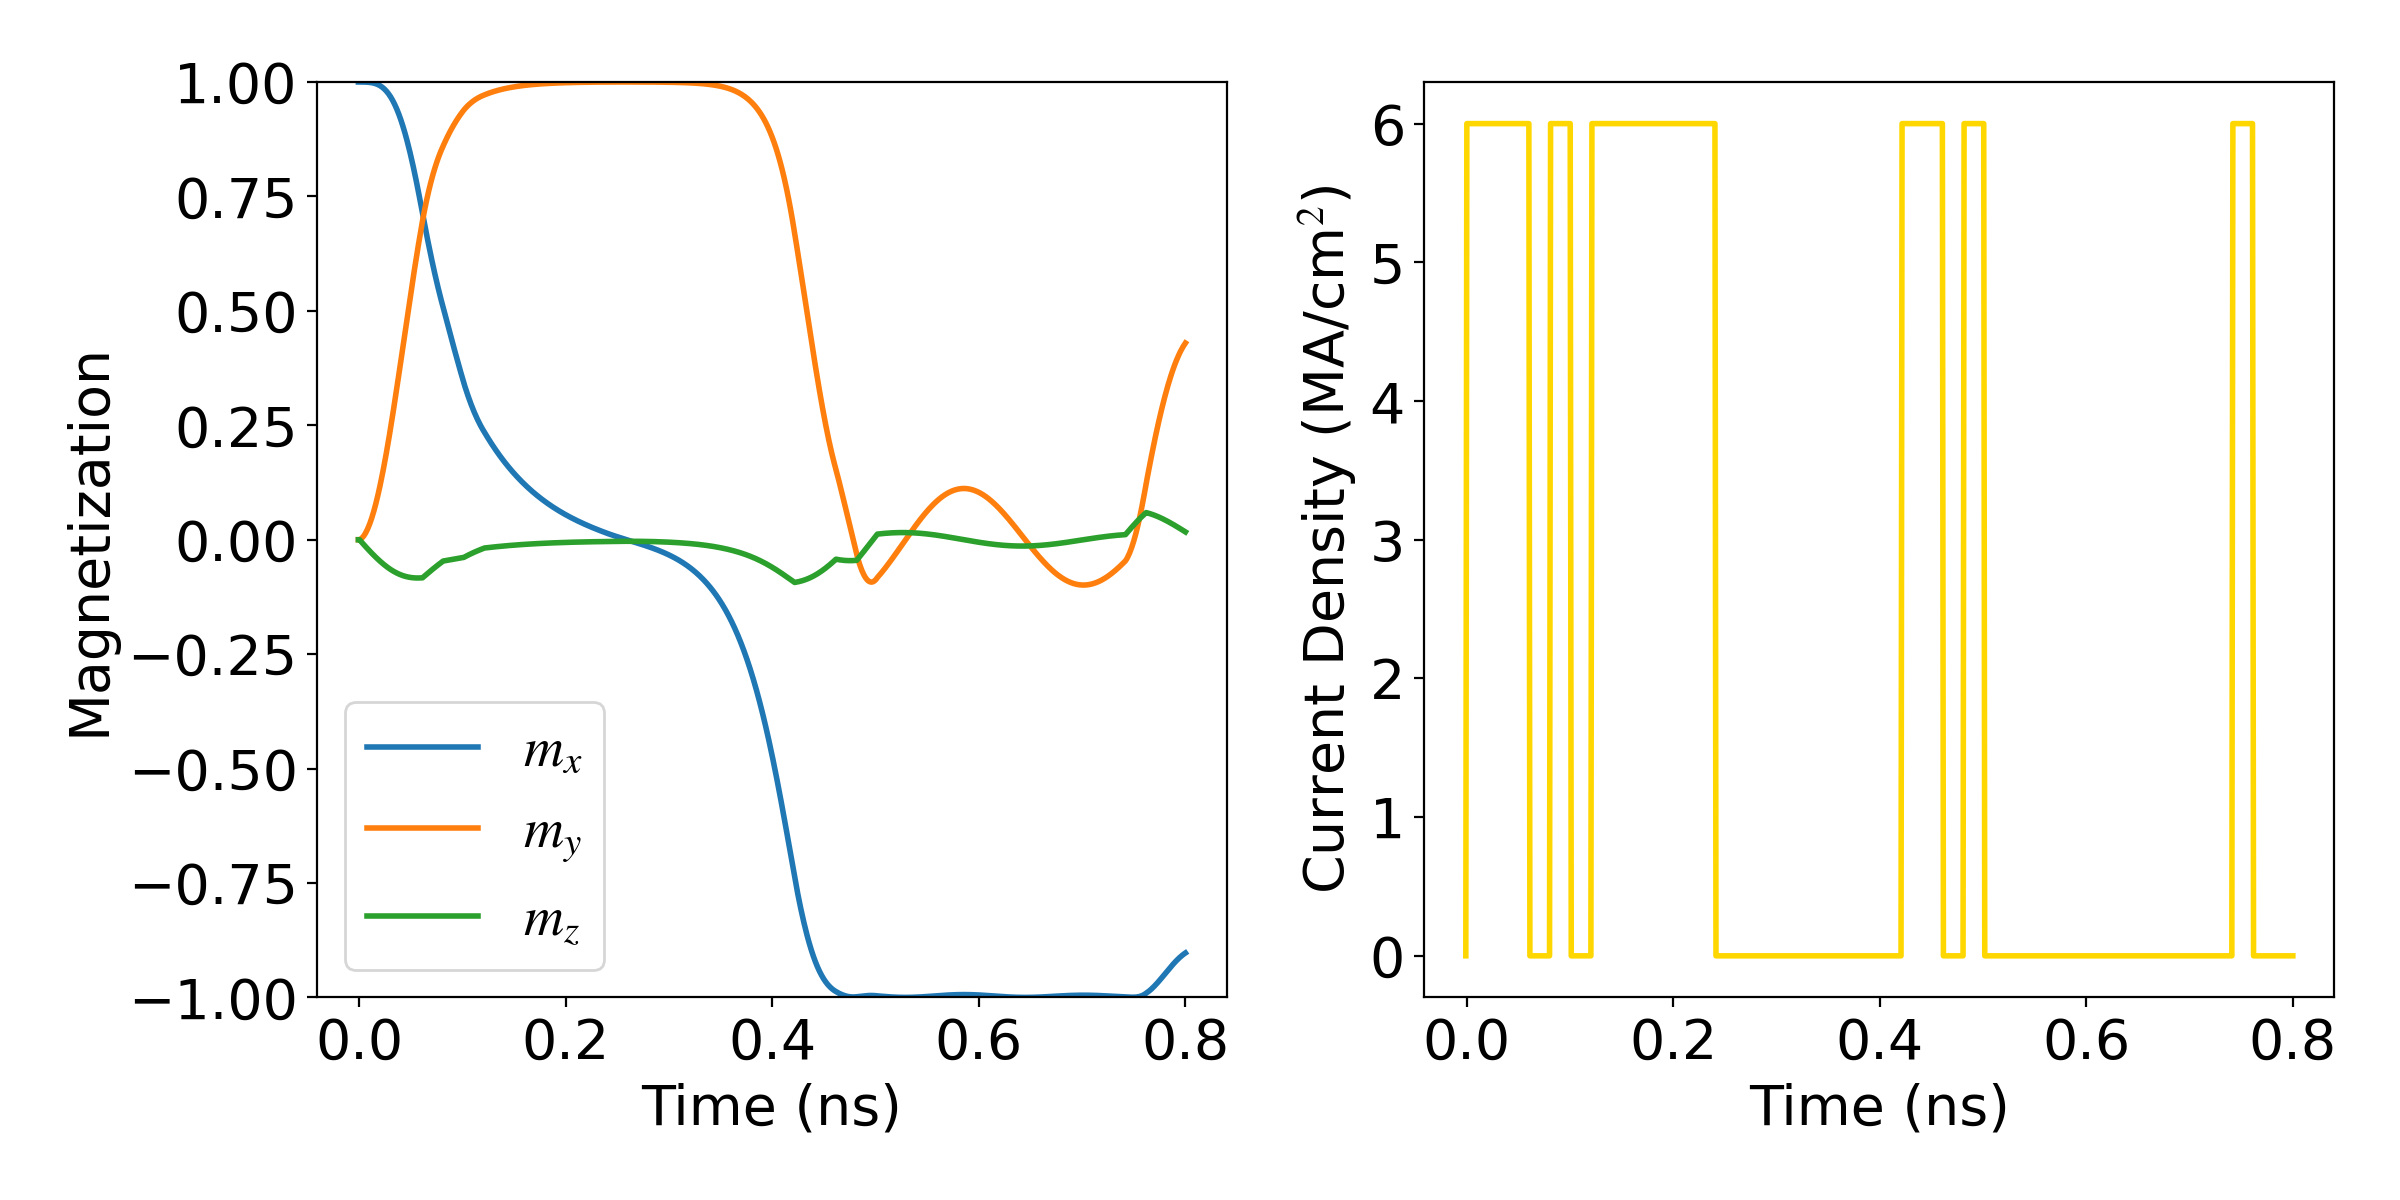 Magnetization
1.00
0.75
0.50
0.25
0.00
−0.25
−0.50
−0.75
−1.00
m_x
m_y
m_z
0.0 0.2 0.4 0.6 0.8
Time (ns)
Current Density (MA/cm²)
6
5
4
3
2
1
0
0.0 0.2 0.4 0.6 0.8
Time (ns)